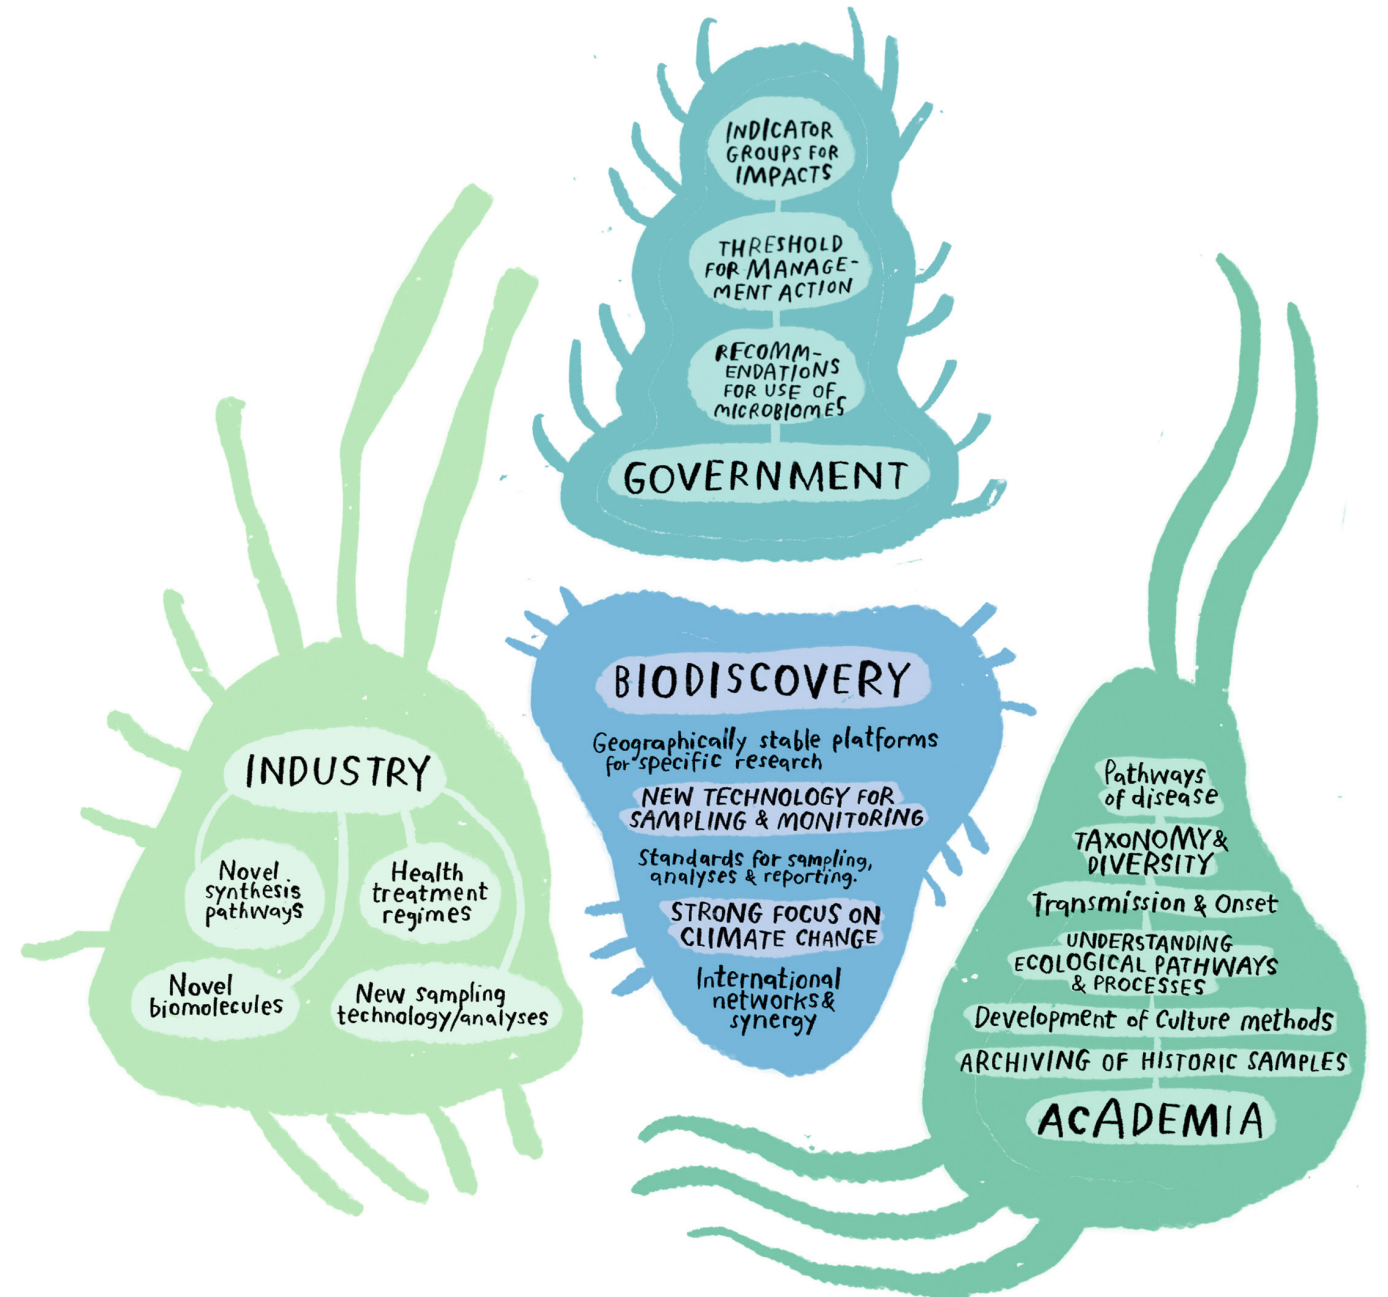 INDICATOR
GROUPS FOR
IMPACTS
THRESHOLD
FOR MANAGE-
MENT ACTION
RECOMM-
ENDATIONS
FOR USE OF
MICROBIOMES
GOVERNMENT
INDUSTRY
Novel
synthesis
pathways
Health
treatment
regimes
Novel
biomolecules
New sampling
technology/analyses
BIODISCOVERY
Geographically stable platforms
for specific research
NEW TECHNOLOGY FOR
SAMPLING & MONITORING
Standards for sampling,
analyses & reporting.
STRONG FOCUS ON
CLIMATE CHANGE
International
networks &
synergy
Pathways
of disease
TAXONOMY &
DIVERSITY
Transmission & Onset
UNDERSTANDING
ECOLOGICAL PATHWAYS
& PROCESSES
Development of Culture methods
ARCHIVING OF HISTORIC SAMPLES
ACADEMIA